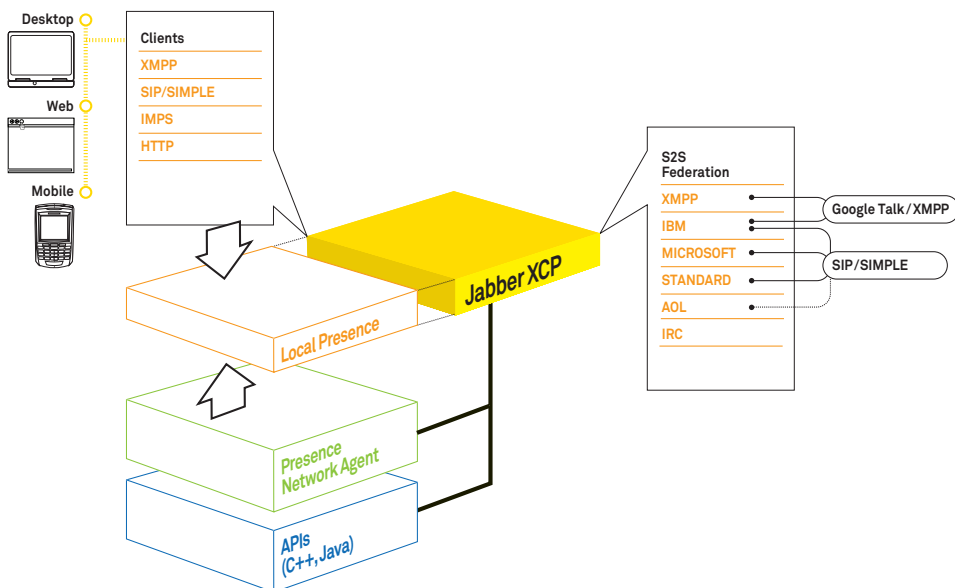 Desktop
Web
Mobile
Clients
XMPP
SIP/SIMPLE
IMPS
HTTP
Jabber XCP
Local Presence
Presence
Network Agent
APIs
(C++, Java)
S2S
Federation
XMPP
IBM
MICROSOFT
STANDARD
AOL
IRC
Google Talk/XMPP
SIP/SIMPLE